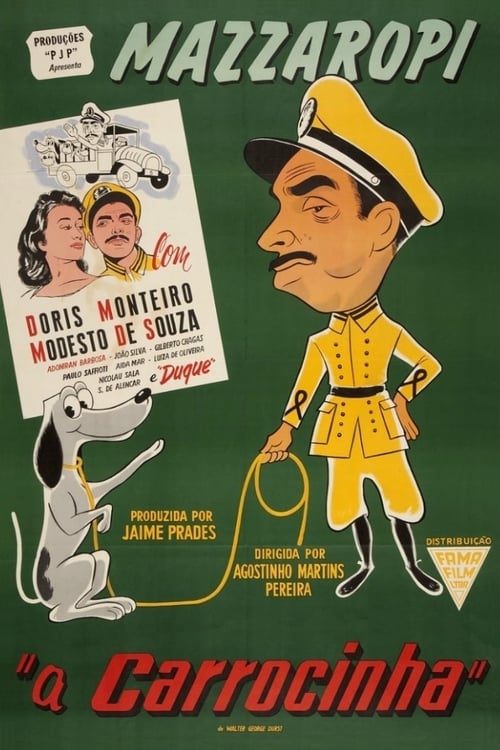 PRODUÇÕES
"PJP"
Apresenta
MAZZAROPI
Com
DORIS MONTEIRO
MODESTO DE SOUZA
ADONIRAN BARBOSA - JOÃO SILVA - GILBERTO CHAGAS
PAULO SAFFIOTI AIDA MAR - LUIZA DE OLIVEIRA
NICOLAU SALA
S. DE ALENCAR e "DUQUE"
PRODUZIDA POR
JAIME PRADES
DIRIGIDA POR
AGOSTINHO MARTINS
PEREIRA
DISTRIBUIÇÃO
FAMA
FILM
LTDA
"a Carrocinha"
de WALTER GEORGE DURST